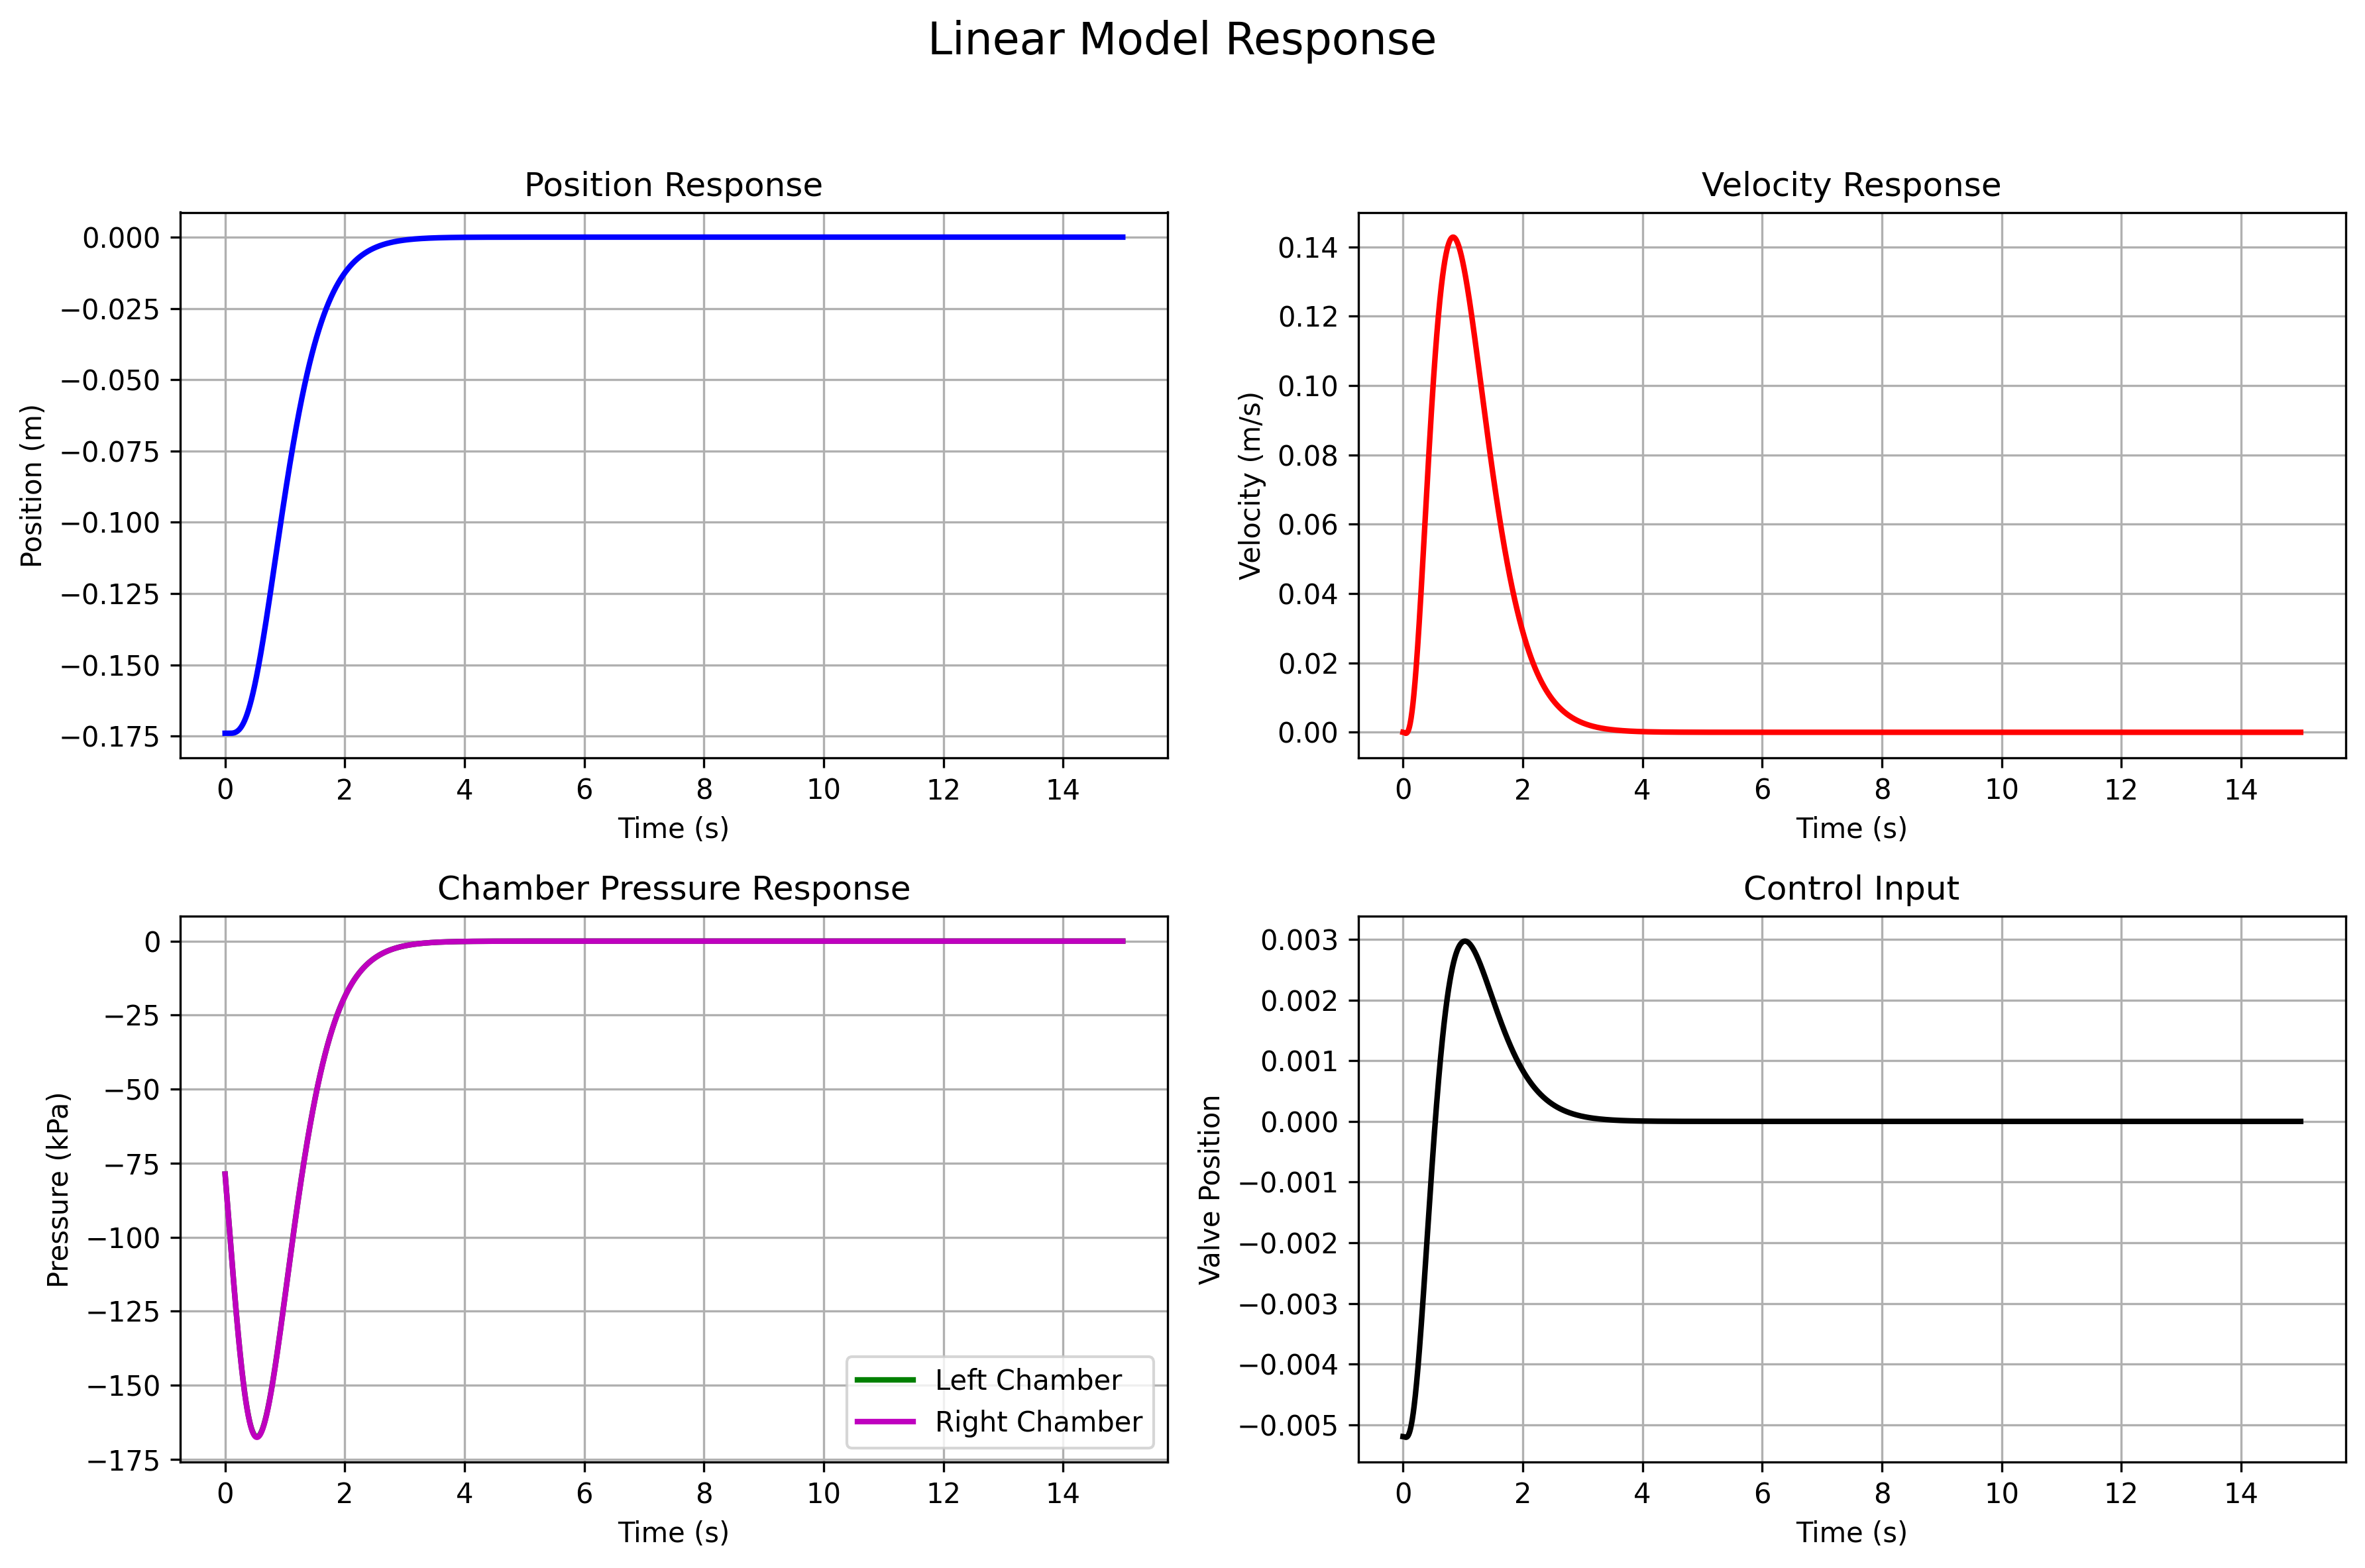 Linear Model Response
Position Response
0.000
−0.025
−0.050
−0.075
−0.100
−0.125
−0.150
−0.175
Position (m)
0 2 4 6 8 10 12 14
Time (s)
Velocity Response
0.14
0.12
0.10
0.08
0.06
0.04
0.02
0.00
Velocity (m/s)
0 2 4 6 8 10 12 14
Time (s)
Chamber Pressure Response
0
−25
−50
−75
−100
−125
−150
−175
Pressure (kPa)
Left Chamber
Right Chamber
0 2 4 6 8 10 12 14
Time (s)
Control Input
0.003
0.002
0.001
0.000
−0.001
−0.002
−0.003
−0.004
−0.005
Valve Position
0 2 4 6 8 10 12 14
Time (s)